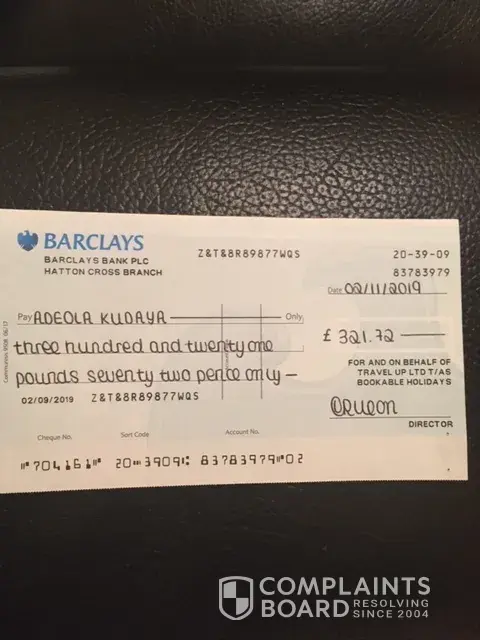 BARCLAYS
BARCLAYS BANK PLC
HATTON CROSS BRANCH
Z&T&8R89877WQS
20-39-09
83783979
Date 02/11/2019
Pay ADEOLA KUDAYA Only
£ 321.72
three hundred and twenty one
pounds seventy two pence only —
FOR AND ON BEHALF OF
TRAVEL UP LTD T/AS
BOOKABLE HOLIDAYS
02/09/2019 Z&T&8R89877WQS
DIRECTOR
Cheque No. Sort Code Account No.
⑈704161⑈ 20⑉3909⑆ 83783979⑈02
COMPLAINTS
BOARD RESOLVING
SINCE 2004